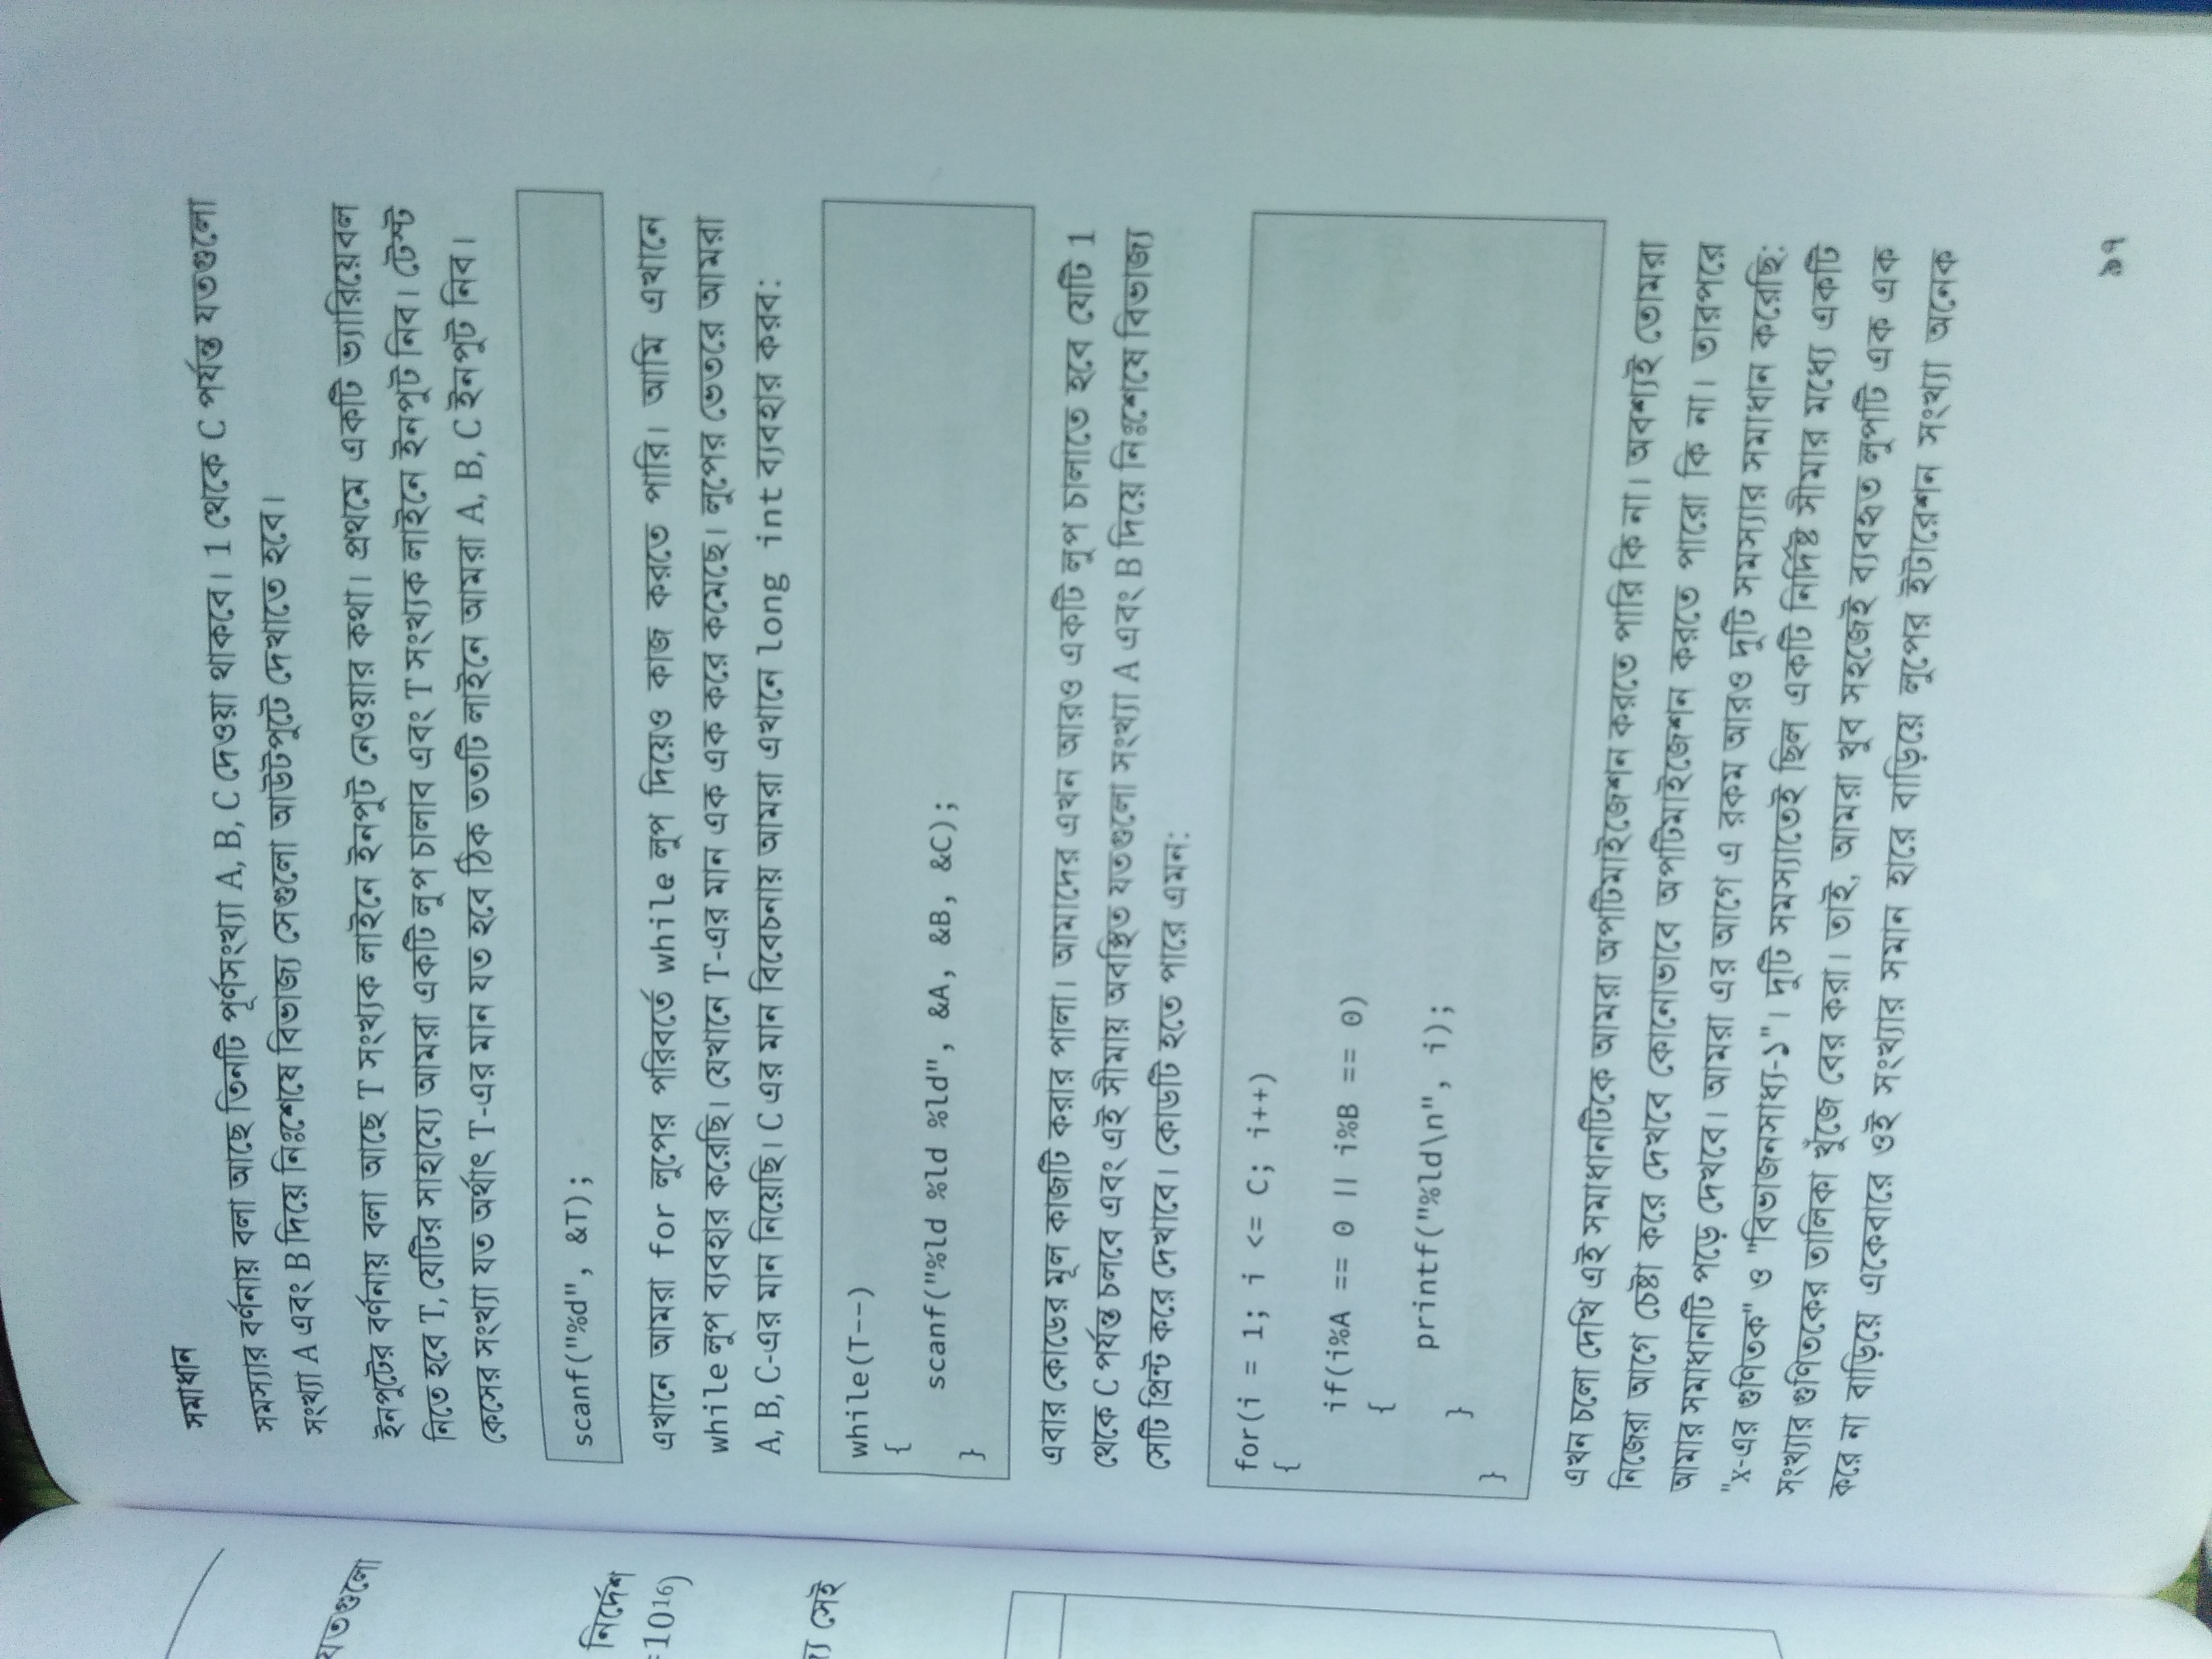 যতগুলো
নির্দেশ
10¹⁶)
সেই
সমাধান
সমস্যার বর্ণনায় বলা আছে তিনটি পূর্ণসংখ্যা A, B, C দেওয়া থাকবে। 1 থেকে C পর্যন্ত যতগুলো
সংখ্যা A এবং B দিয়ে নিঃশেষে বিভাজ্য সেগুলো আউটপুটে দেখাতে হবে।
ইনপুটের বর্ণনায় বলা আছে T সংখ্যক লাইনে ইনপুট নেওয়ার কথা। প্রথমে একটি ভ্যারিয়েবল
নিতে হবে T, যেটির সাহায্যে আমরা একটি লুপ চালাব এবং T সংখ্যক লাইনে ইনপুট নিব। টেস্ট
কেসের সংখ্যা যত অর্থাৎ T-এর মান যত হবে ঠিক ততটি লাইনে আমরা A, B, C ইনপুট নিব।
scanf("%d", &T);
এখানে আমরা for লুপের পরিবর্তে while লুপ দিয়েও কাজ করতে পারি। আমি এখানে
while লুপ ব্যবহার করেছি। যেখানে T-এর মান এক এক করে কমেছে। লুপের ভেতরে আমরা
A, B, C-এর মান নিয়েছি। C এর মান বিবেচনায় আমরা এখানে long int ব্যবহার করব:
while(T--)
{
scanf("%ld %ld %ld", &A, &B, &C);
}
এবার কোডের মূল কাজটি করার পালা। আমাদের এখন আরও একটি লুপ চালাতে হবে যেটি 1
থেকে C পর্যন্ত চলবে এবং এই সীমায় অবস্থিত যতগুলো সংখ্যা A এবং B দিয়ে নিঃশেষে বিভাজ্য
সেটি প্রিন্ট করে দেখাবে। কোডটি হতে পারে এমন:
for(i = 1; i <= C; i++)
{
if(i%A == 0 || i%B == 0)
{
printf("%ld\n", i);
}
}
এখন চলো দেখি এই সমাধানটিকে আমরা অপটিমাইজেশন করতে পারি কি না। অবশ্যই তোমরা
নিজেরা আগে চেষ্টা করে দেখবে কোনোভাবে অপটিমাইজেশন করতে পারো কি না। তারপরে
আমার সমাধানটি পড়ে দেখবে। আমরা এর আগে এ রকম আরও দুটি সমস্যার সমাধান করেছি:
"x-এর গুণিতক" ও "বিভাজনসাধ্য-১"। দুটি সমস্যাতেই ছিল একটি নির্দিষ্ট সীমার মধ্যে একটি
সংখ্যার গুণিতকের তালিকা খুঁজে বের করা। তাই, আমরা খুব সহজেই ব্যবহৃত লুপটি এক এক
করে না বাড়িয়ে একেবারে ওই সংখ্যার সমান হারে বাড়িয়ে লুপের ইটারেশন সংখ্যা অনেক
৯৭